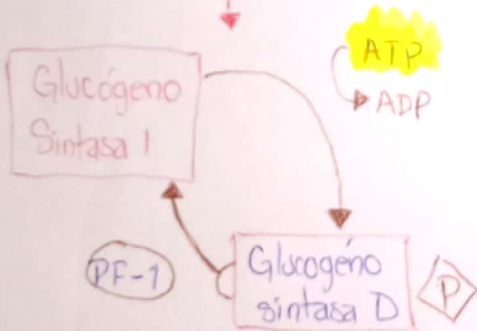 ATP
ADP
Glucógeno
Sintasa I
PF-1
Glucogéno
sintasa D
P